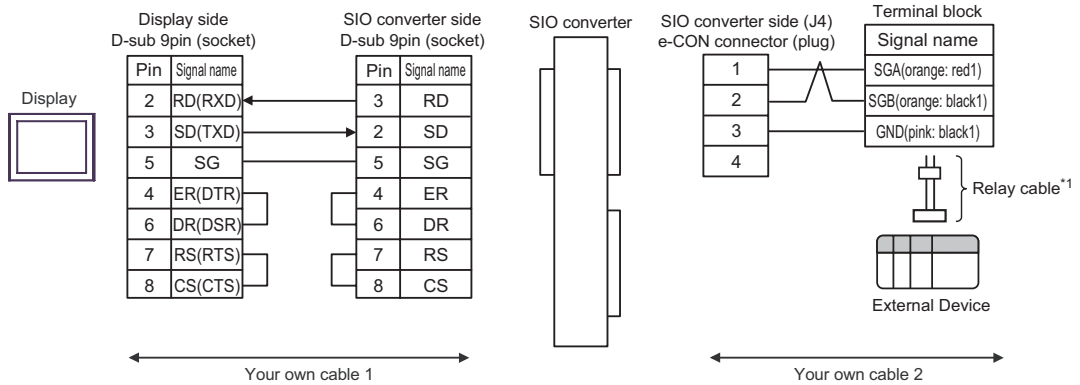 Display
Display side
D-sub 9pin (socket)
Pin Signal name
2 RD(RXD)
3 SD(TXD)
5 SG
4 ER(DTR)
6 DR(DSR)
7 RS(RTS)
8 CS(CTS)
SIO converter side
D-sub 9pin (socket)
Pin Signal name
3 RD
2 SD
5 SG
4 ER
6 DR
7 RS
8 CS
Your own cable 1
SIO converter
SIO converter side (J4)
e-CON connector (plug)
1
2
3
4
Terminal block
Signal name
SGA(orange: red1)
SGB(orange: black1)
GND(pink: black1)
Relay cable*1
External Device
Your own cable 2